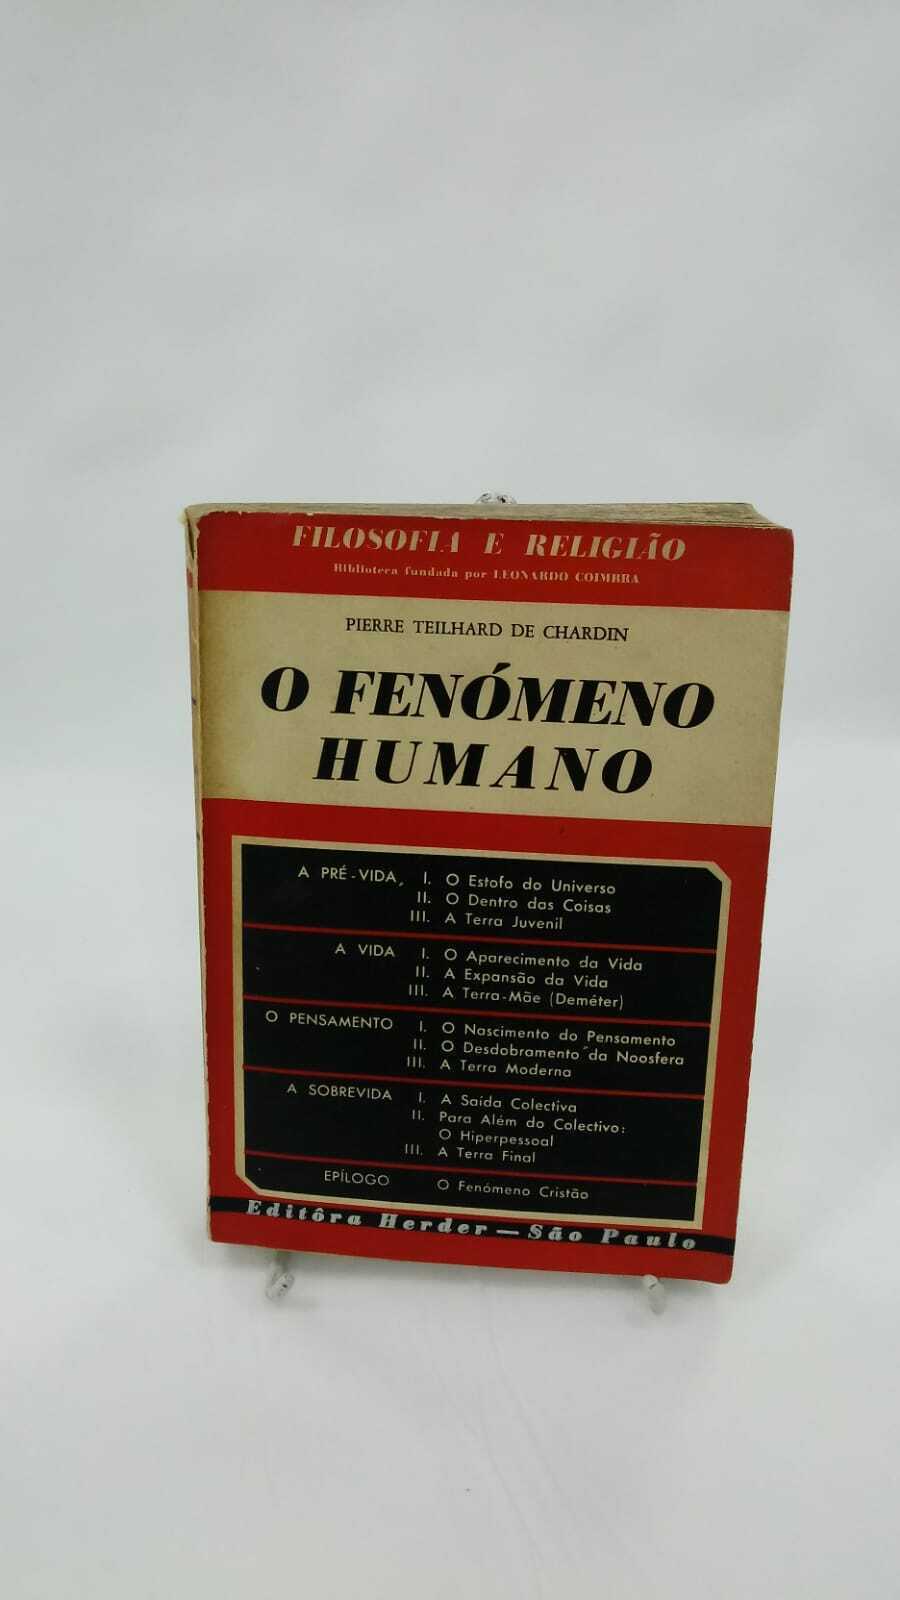 FILOSOFIA E RELIGIÃO
Biblioteca fundada por LEONARDO COIMBRA
PIERRE TEILHARD DE CHARDIN
O FENÓMENO
HUMANO
A PRÉ-VIDA, I. O Estofo do Universo
II. O Dentro das Coisas
III. A Terra Juvenil
A VIDA I. O Aparecimento da Vida
II. A Expansão da Vida
III. A Terra-Mãe (Deméter)
O PENSAMENTO I. O Nascimento do Pensamento
II. O Desdobramento da Noosfera
III. A Terra Moderna
A SOBREVIDA I. A Saída Colectiva
II. Para Além do Colectivo:
O Hiperpessoal
III. A Terra Final
EPÍLOGO O Fenómeno Cristão
Editôra Herder — São Paulo